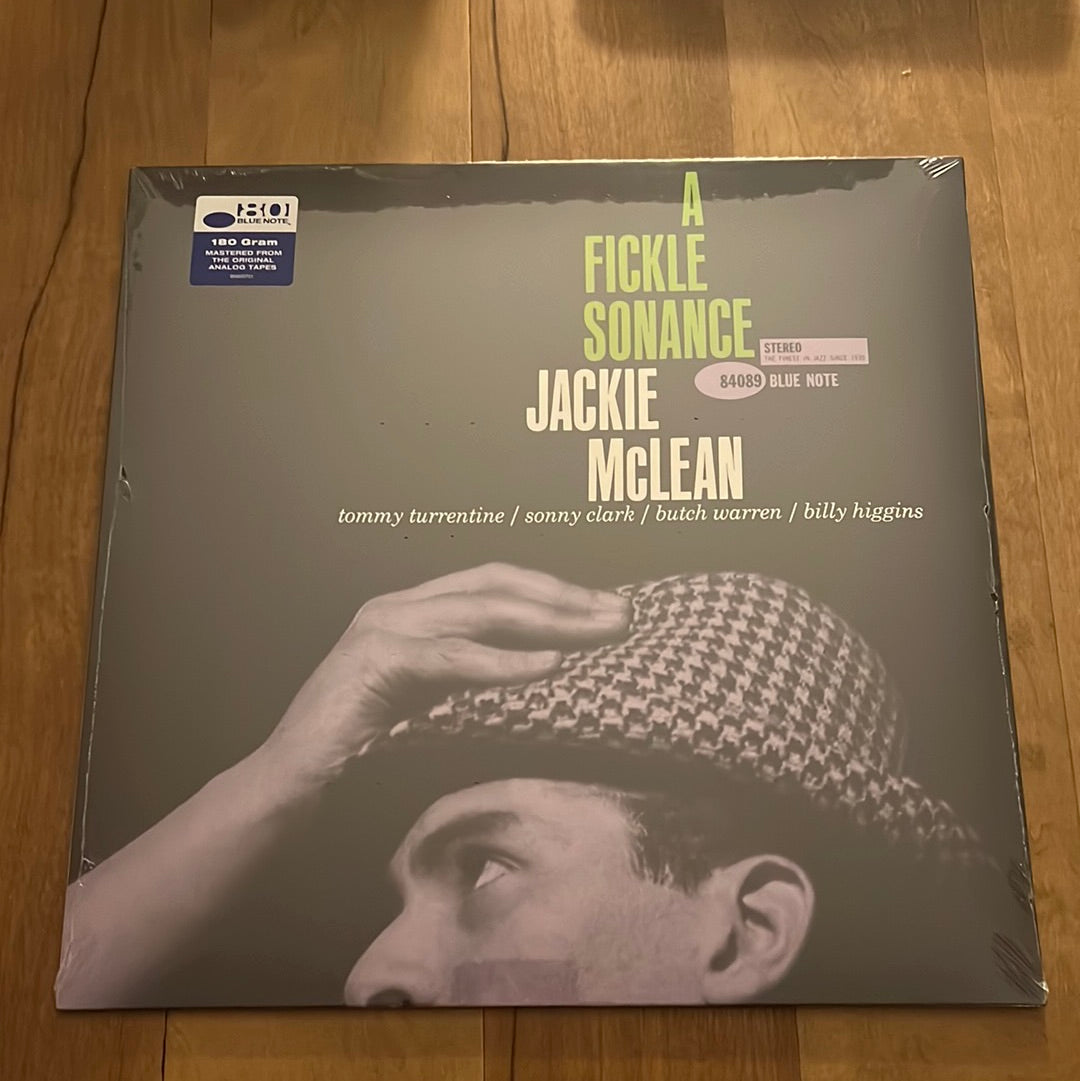 80
BLUE NOTE
180 Gram
MASTERED FROM
THE ORIGINAL
ANALOG TAPES
A
FICKLE
SONANCE
STEREO
THE FINEST IN JAZZ SINCE 1939
84089 BLUE NOTE
JACKIE
McLEAN
tommy turrentine / sonny clark / butch warren / billy higgins